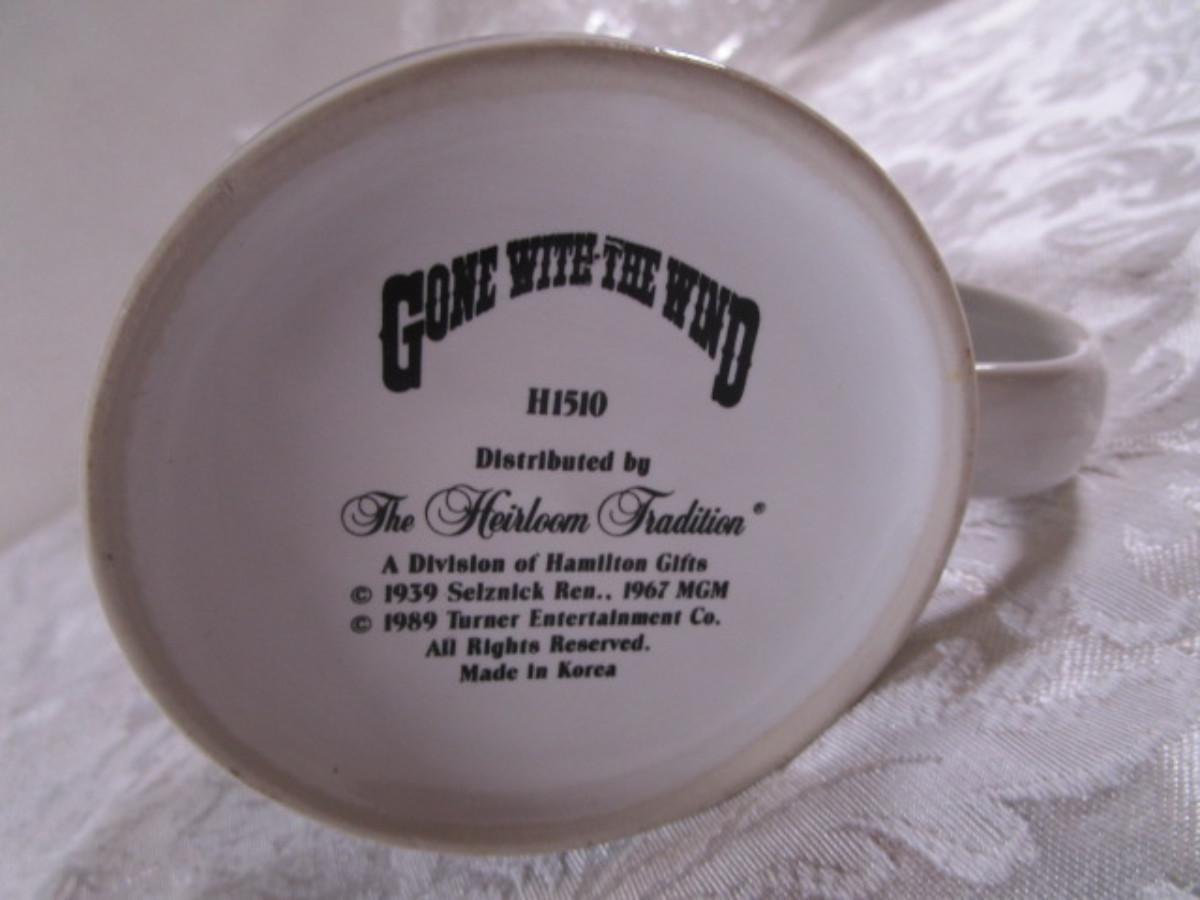 GONE WITH THE WIND
H1510
Distributed by
The Heirloom Tradition®
A Division of Hamilton Gifts
© 1939 Selznick Ren., 1967 MGM
© 1989 Turner Entertainment Co.
All Rights Reserved.
Made in Korea